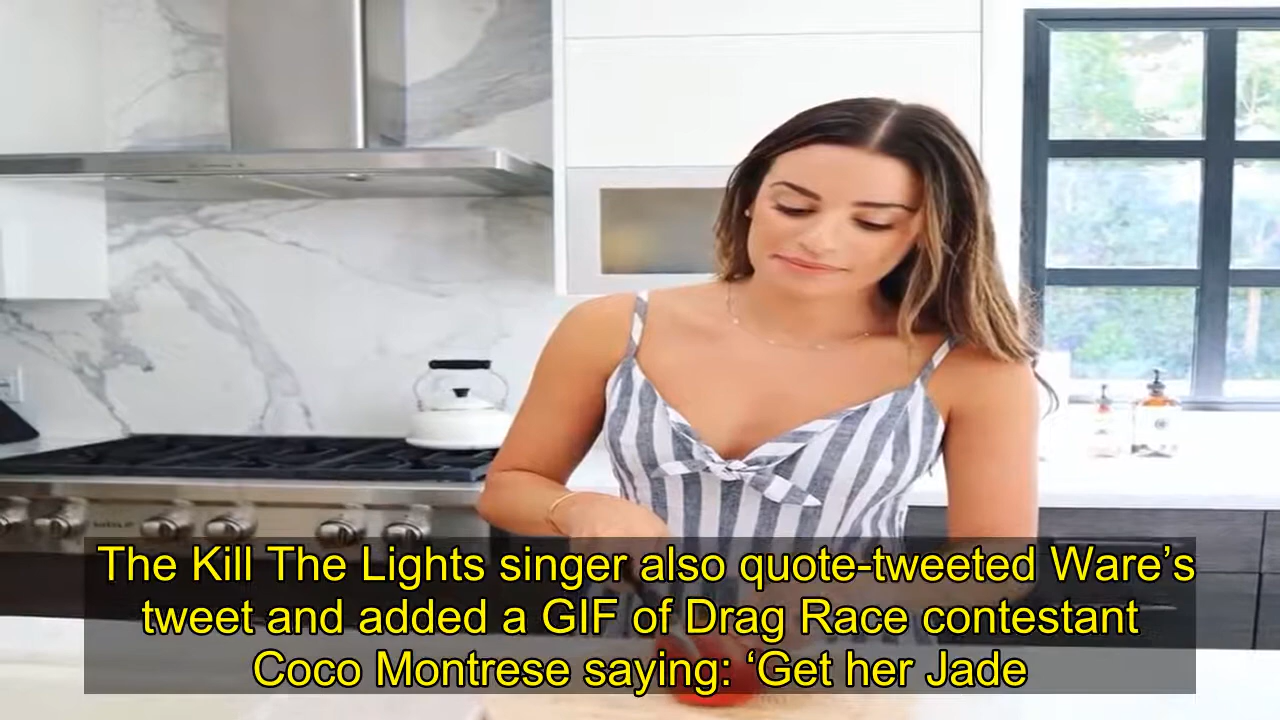 The Kill The Lights singer also quote-tweeted Ware’s
tweet and added a GIF of Drag Race contestant
Coco Montrese saying: ‘Get her Jade